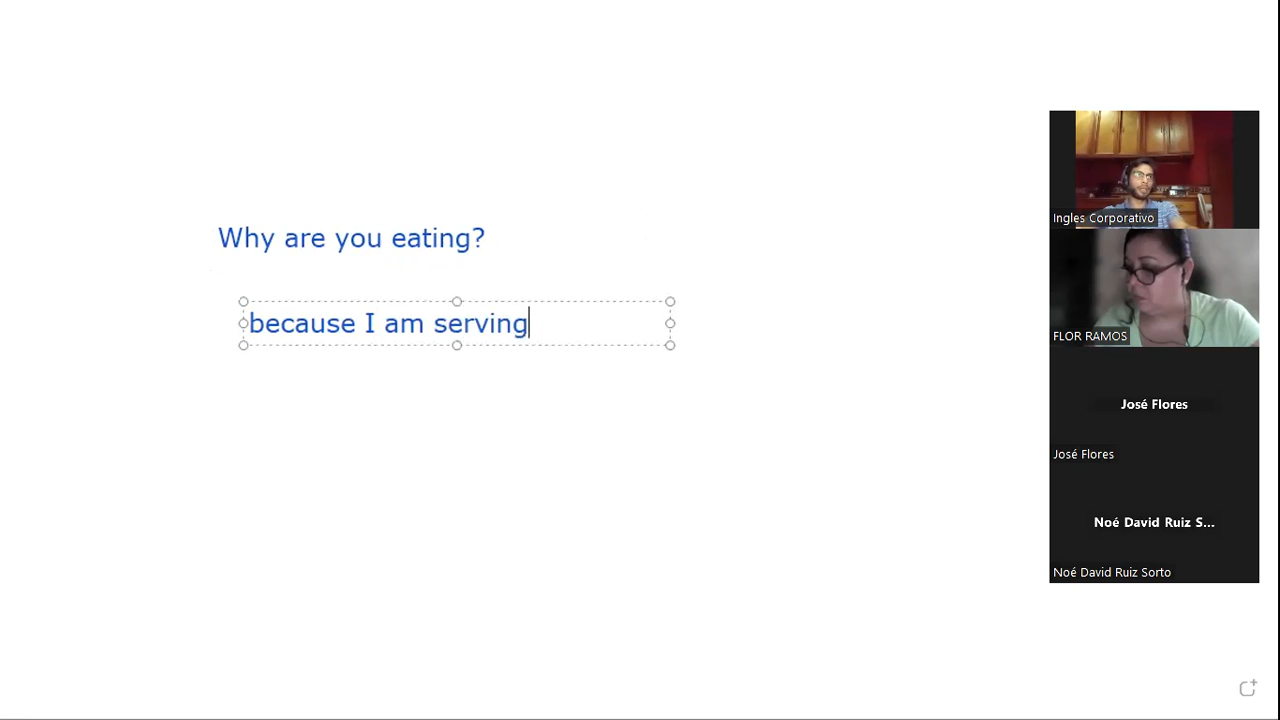 Why are you eating?
because I am serving
Ingles Corporativo
FLOR RAMOS
José Flores
José Flores
Noé David Ruiz S...
Noé David Ruiz Sorto